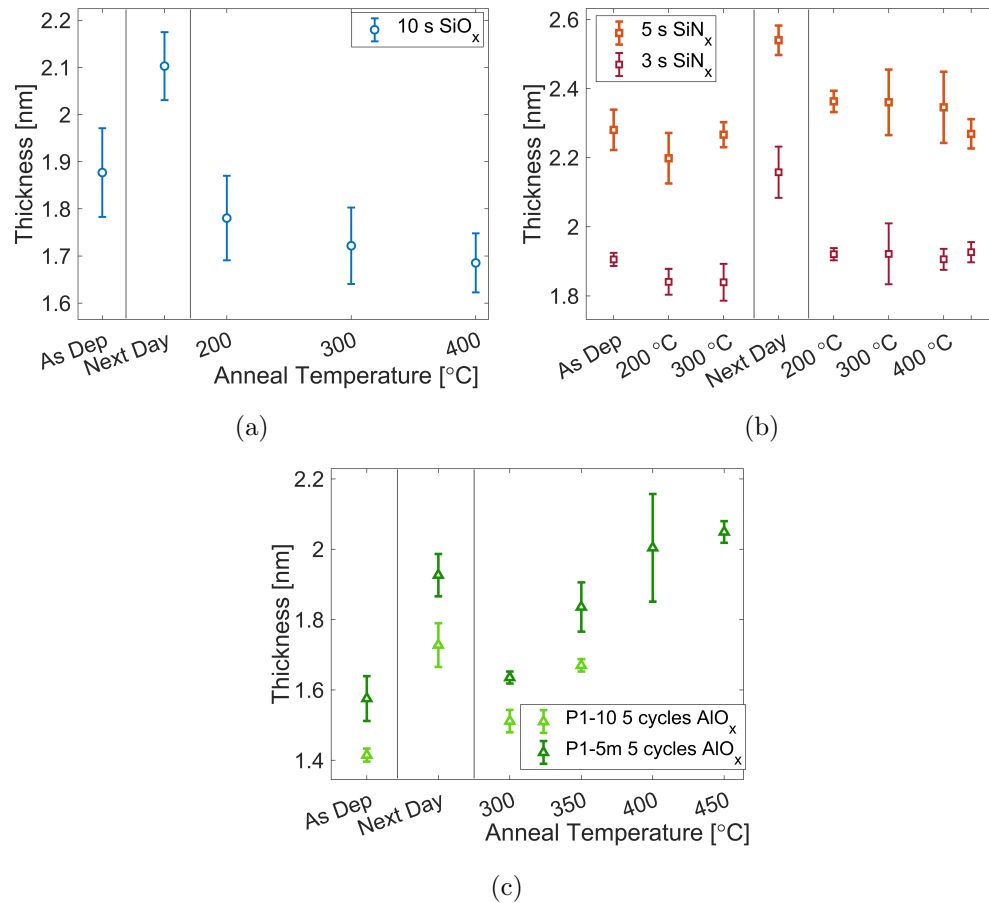 2.2
2.1
2
1.9
1.8
1.7
1.6
Thickness [nm]
10 s SiOₓ
As Dep
Next Day
200
300
400
Anneal Temperature [°C]
(a)
2.6
2.4
2.2
2
1.8
Thickness [nm]
5 s SiNₓ
3 s SiNₓ
As Dep
200 °C
300 °C
Next Day
200 °C
300 °C
400 °C
(b)
2.2
2
1.8
1.6
1.4
Thickness [nm]
P1-10 5 cycles AlOₓ
P1-5m 5 cycles AlOₓ
As Dep
Next Day
300
350
400
450
Anneal Temperature [°C]
(c)